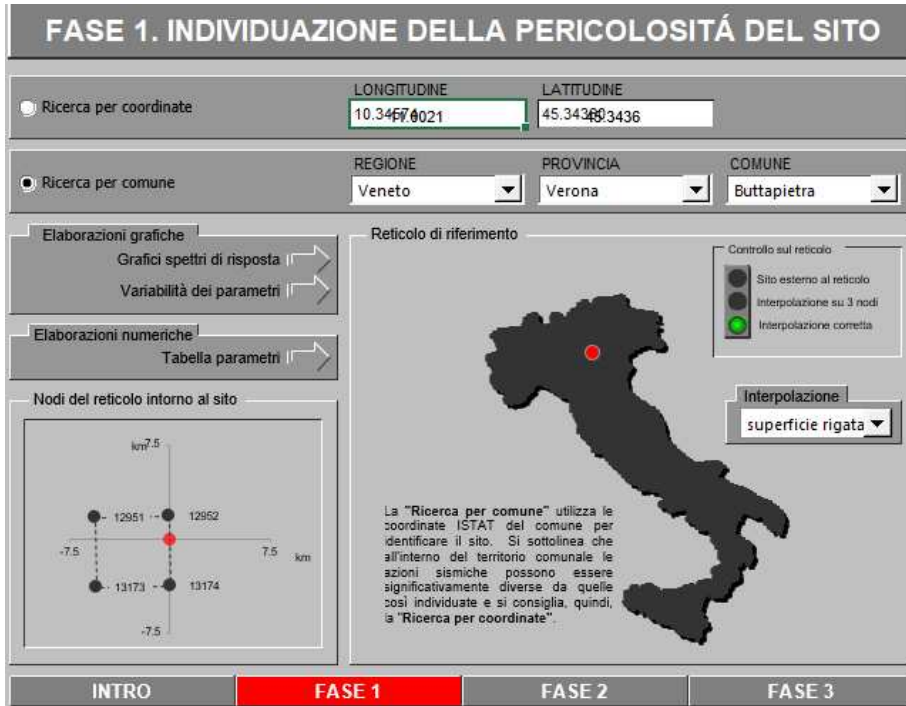 FASE 1. INDIVIDUAZIONE DELLA PERICOLOSITÁ DEL SITO
LONGITUDINE LATITUDINE
Ricerca per coordinate
11.0021 45.3436
REGIONE PROVINCIA COMUNE
Ricerca per comune Veneto Verona Buttapietra
Elaborazioni grafiche
Grafici spettri di risposta
Variabilità dei parametri
Elaborazioni numeriche
Tabella parametri
Nodi del reticolo intorno al sito
km 7.5
12951 12952
-7.5 7.5 km
13173 13174
-7.5
Reticolo di riferimento
Controllo sul reticolo
Sito esterno al reticolo
Interpolazione su 3 nodi
Interpolazione corretta
Interpolazione
superficie rigata
La "Ricerca per comune" utilizza le
coordinate ISTAT del comune per
identificare il sito. Si sottolinea che
all'interno del territorio comunale le
azioni sismiche possono essere
significativamente diverse da quelle
così individuate e si consiglia, quindi,
la "Ricerca per coordinate".
INTRO FASE 1 FASE 2 FASE 3